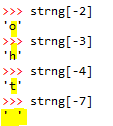 >>> strng[-2]
'o'
>>> strng[-3]
'h'
>>> strng[-4]
't'
>>> strng[-7]
' '